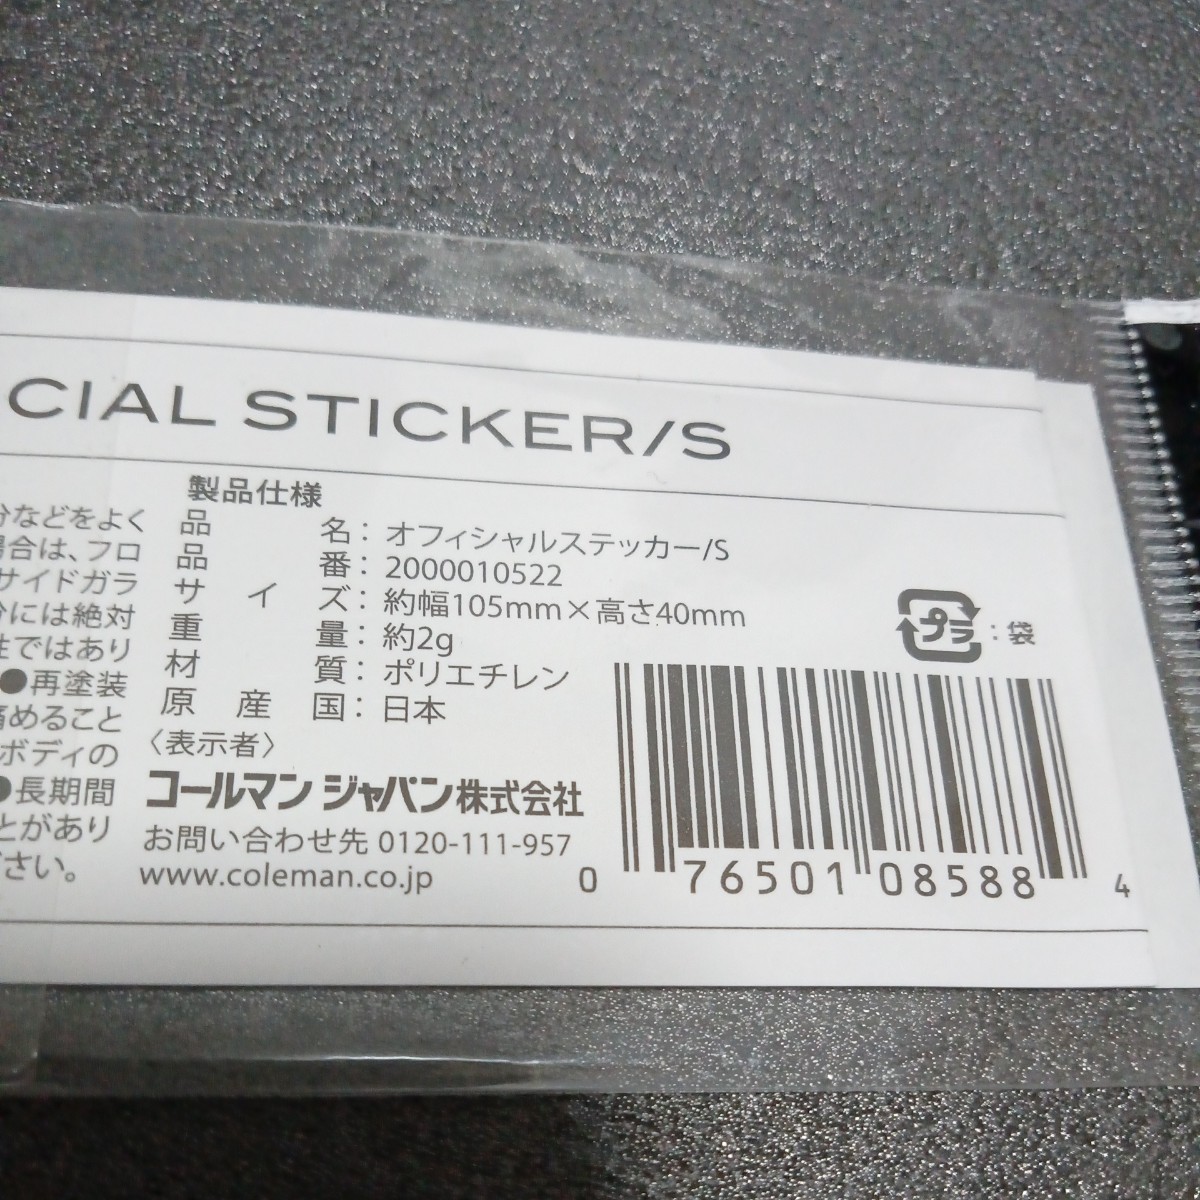 CIAL STICKER/S
分などをよく
場合は、フロ
サイドガラ
分には絶対
性ではあり
●再塗装
痛めること
ボディの
●長期間
とがあり
ださい。
製品仕様
品名：オフィシャルステッカー/S
品番：2000010522
サイズ：約幅105mm×高さ40mm
重量：約2g
材質：ポリエチレン
原産国：日本
〈表示者〉
コールマン ジャパン株式会社
お問い合わせ先 0120-111-957
www.coleman.co.jp
プラ：袋
0 76501 08588 4